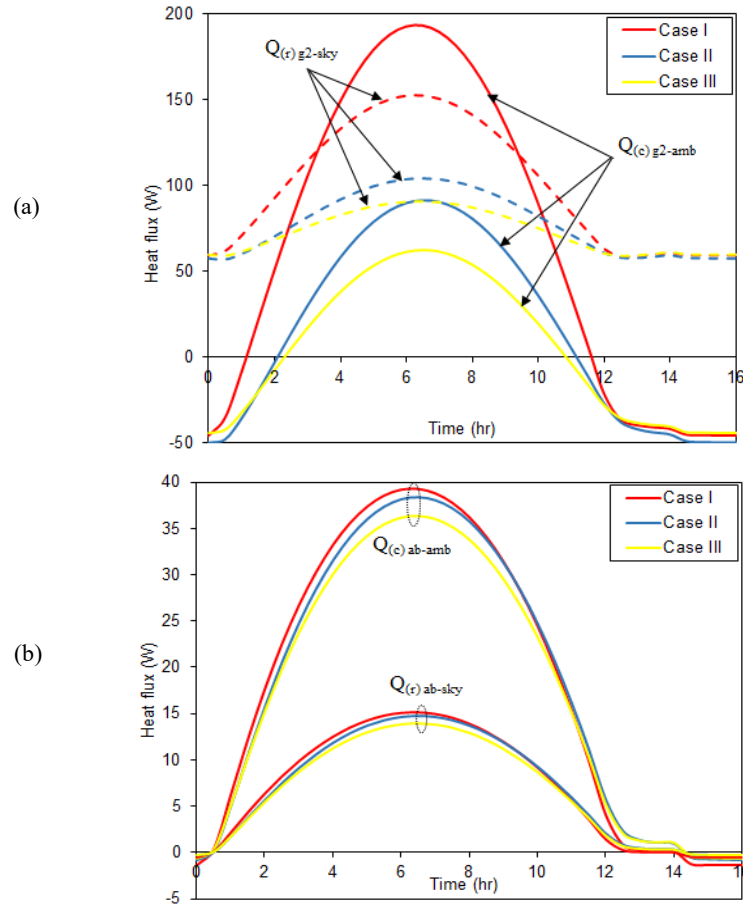 (a)
200
150
100
50
0
-50
Heat flux (W)
Q(r) g2-sky
Q(c) g2-amb
Case I
Case II
Case III
0 2 4 6 8 10 12 14 16
Time (hr)
(b)
40
35
30
25
20
15
10
5
0
-5
Heat flux (W)
Q(c) ab-amb
Q(r) ab-sky
Case I
Case II
Case III
0 2 4 6 8 10 12 14 16
Time (hr)